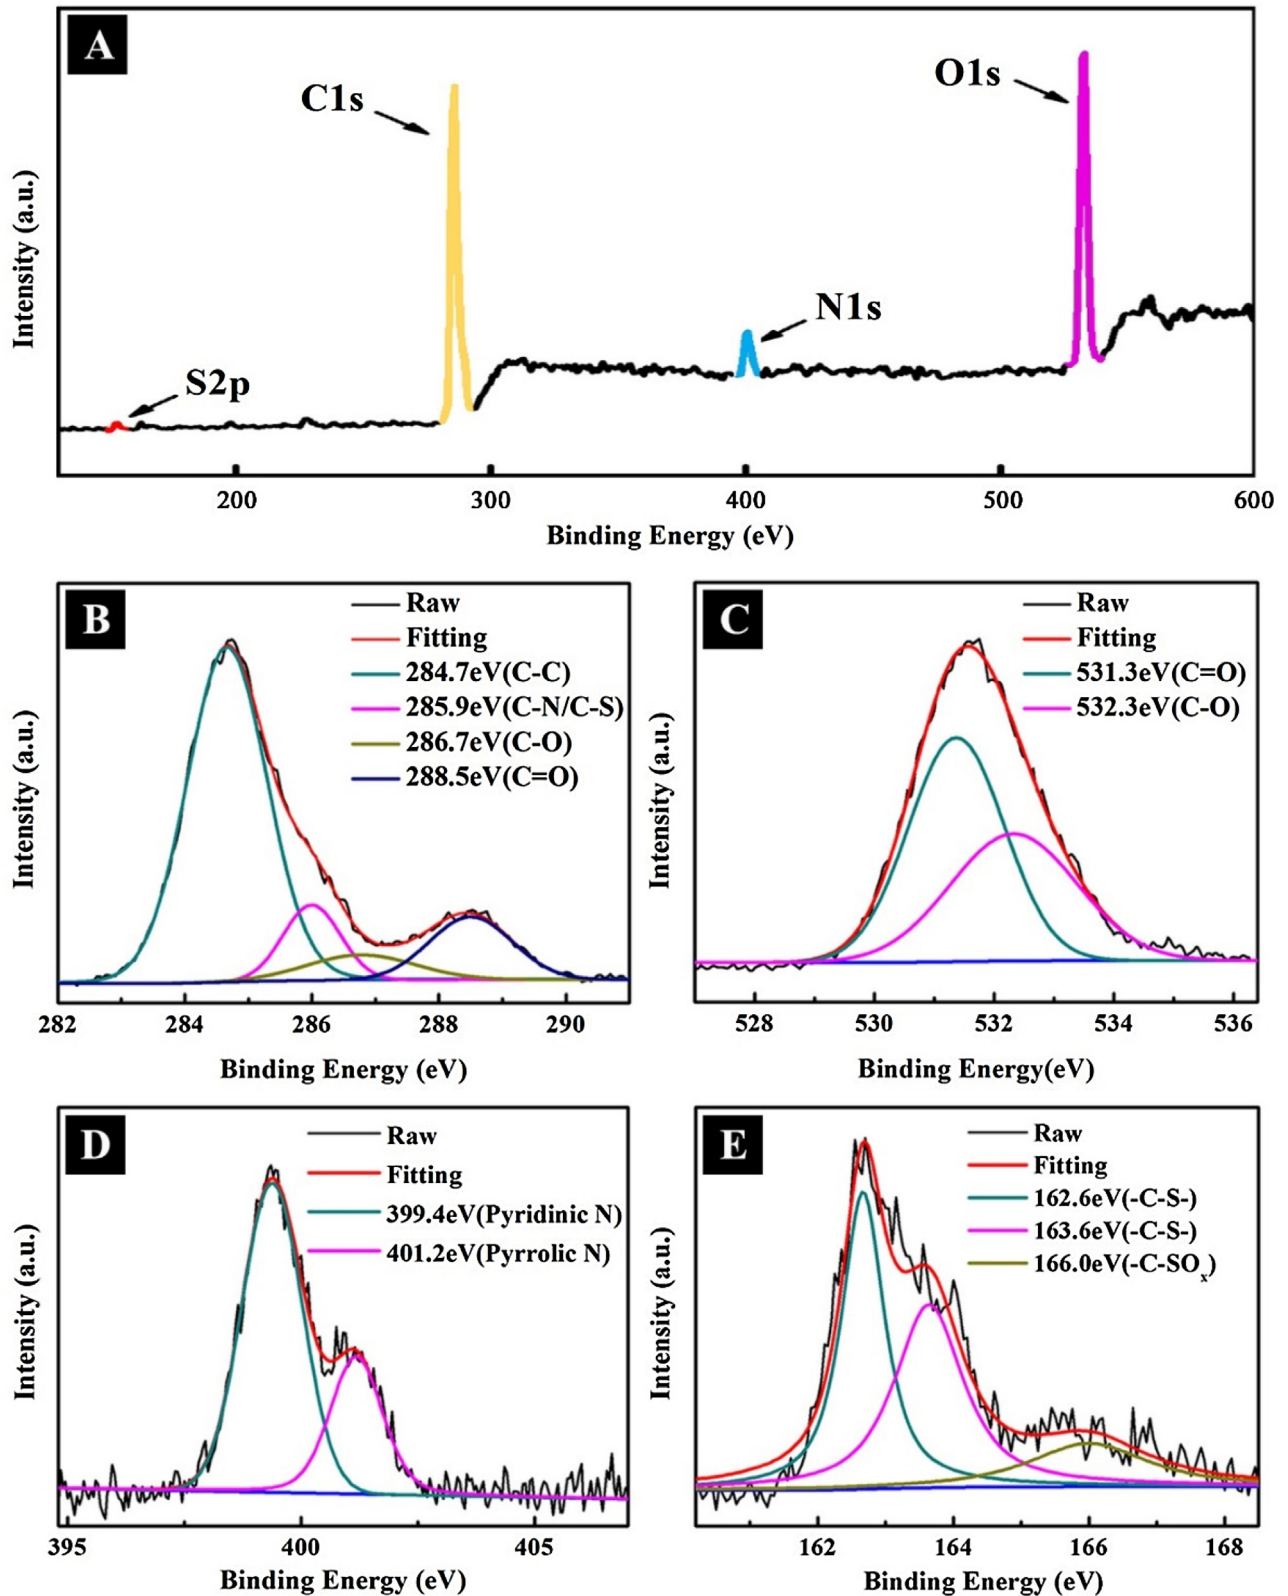 A
C1s
O1s
N1s
S2p
Intensity (a.u.)
200 300 400 500 600
Binding Energy (eV)
B
Raw
Fitting
284.7eV(C-C)
285.9eV(C-N/C-S)
286.7eV(C-O)
288.5eV(C=O)
Intensity (a.u.)
282 284 286 288 290
Binding Energy (eV)
C
Raw
Fitting
531.3eV(C=O)
532.3eV(C-O)
Intensity (a.u.)
528 530 532 534 536
Binding Energy(eV)
D
Raw
Fitting
399.4eV(Pyridinic N)
401.2eV(Pyrrolic N)
Intensity (a.u.)
395 400 405
Binding Energy (eV)
E
Raw
Fitting
162.6eV(-C-S-)
163.6eV(-C-S-)
166.0eV(-C-SOx)
Intensity (a.u.)
162 164 166 168
Binding Energy (eV)